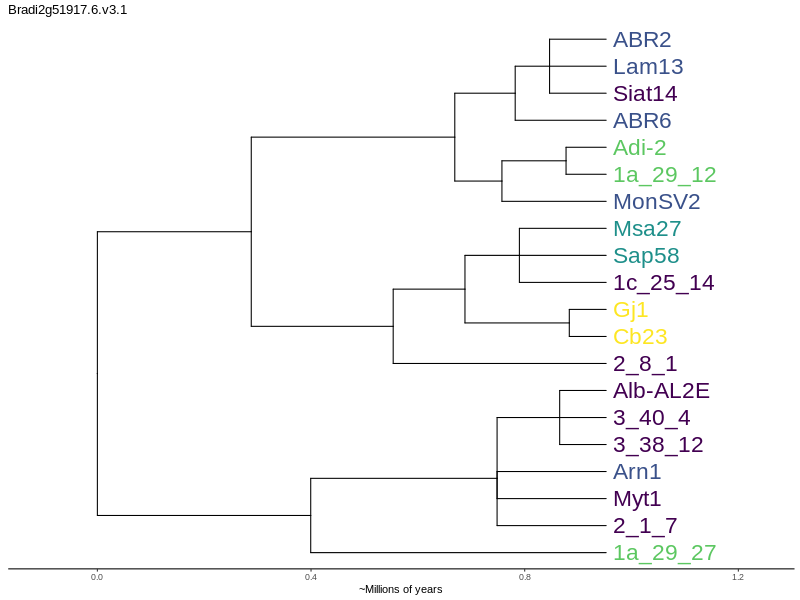 Bradi2g51917.6.v3.1
ABR2
Lam13
Siat14
ABR6
Adi-2
1a_29_12
MonSV2
Msa27
Sap58
1c_25_14
Gj1
Cb23
2_8_1
Alb-AL2E
3_40_4
3_38_12
Arn1
Myt1
2_1_7
1a_29_27
0.0 0.4 0.8 1.2
~Millions of years